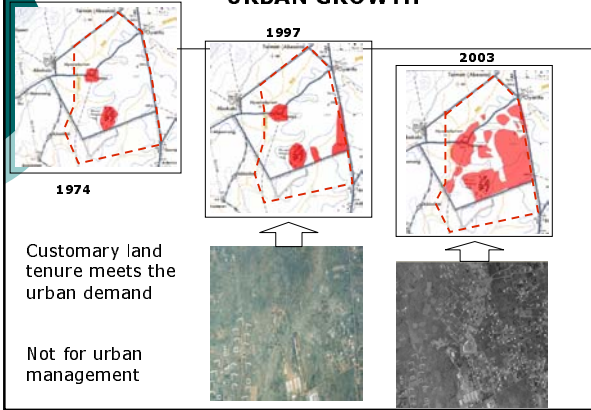 URBAN GROWTH
1974
1997
2003
Customary land
tenure meets the
urban demand
Not for urban
management